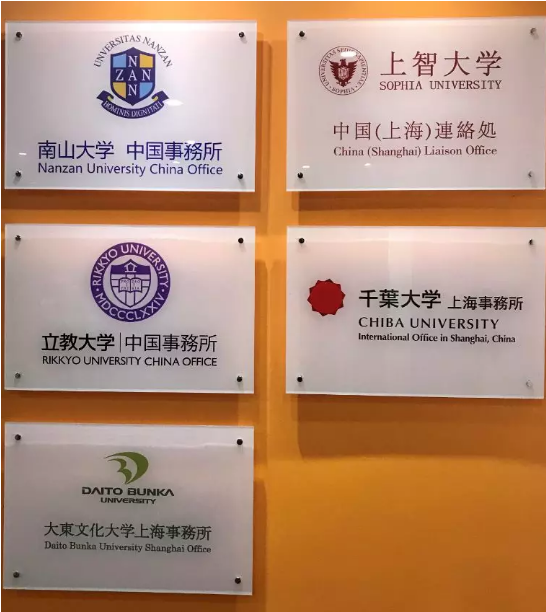 UNIVERSITAS NANZAN
NANZAN
HOMINIS DIGNITATI
南山大学 中国事務所
Nanzan University China Office
上智大学
SOPHIA UNIVERSITY
中国(上海)連絡処
China (Shanghai) Liaison Office
RIKKYO UNIVERSITY
MDCCCLXXIV
立教大学|中国事務所
RIKKYO UNIVERSITY CHINA OFFICE
千葉大学 上海事務所
CHIBA UNIVERSITY
International Office in Shanghai, China
DAITO BUNKA
UNIVERSITY
大東文化大学上海事務所
Daito Bunka University Shanghai Office